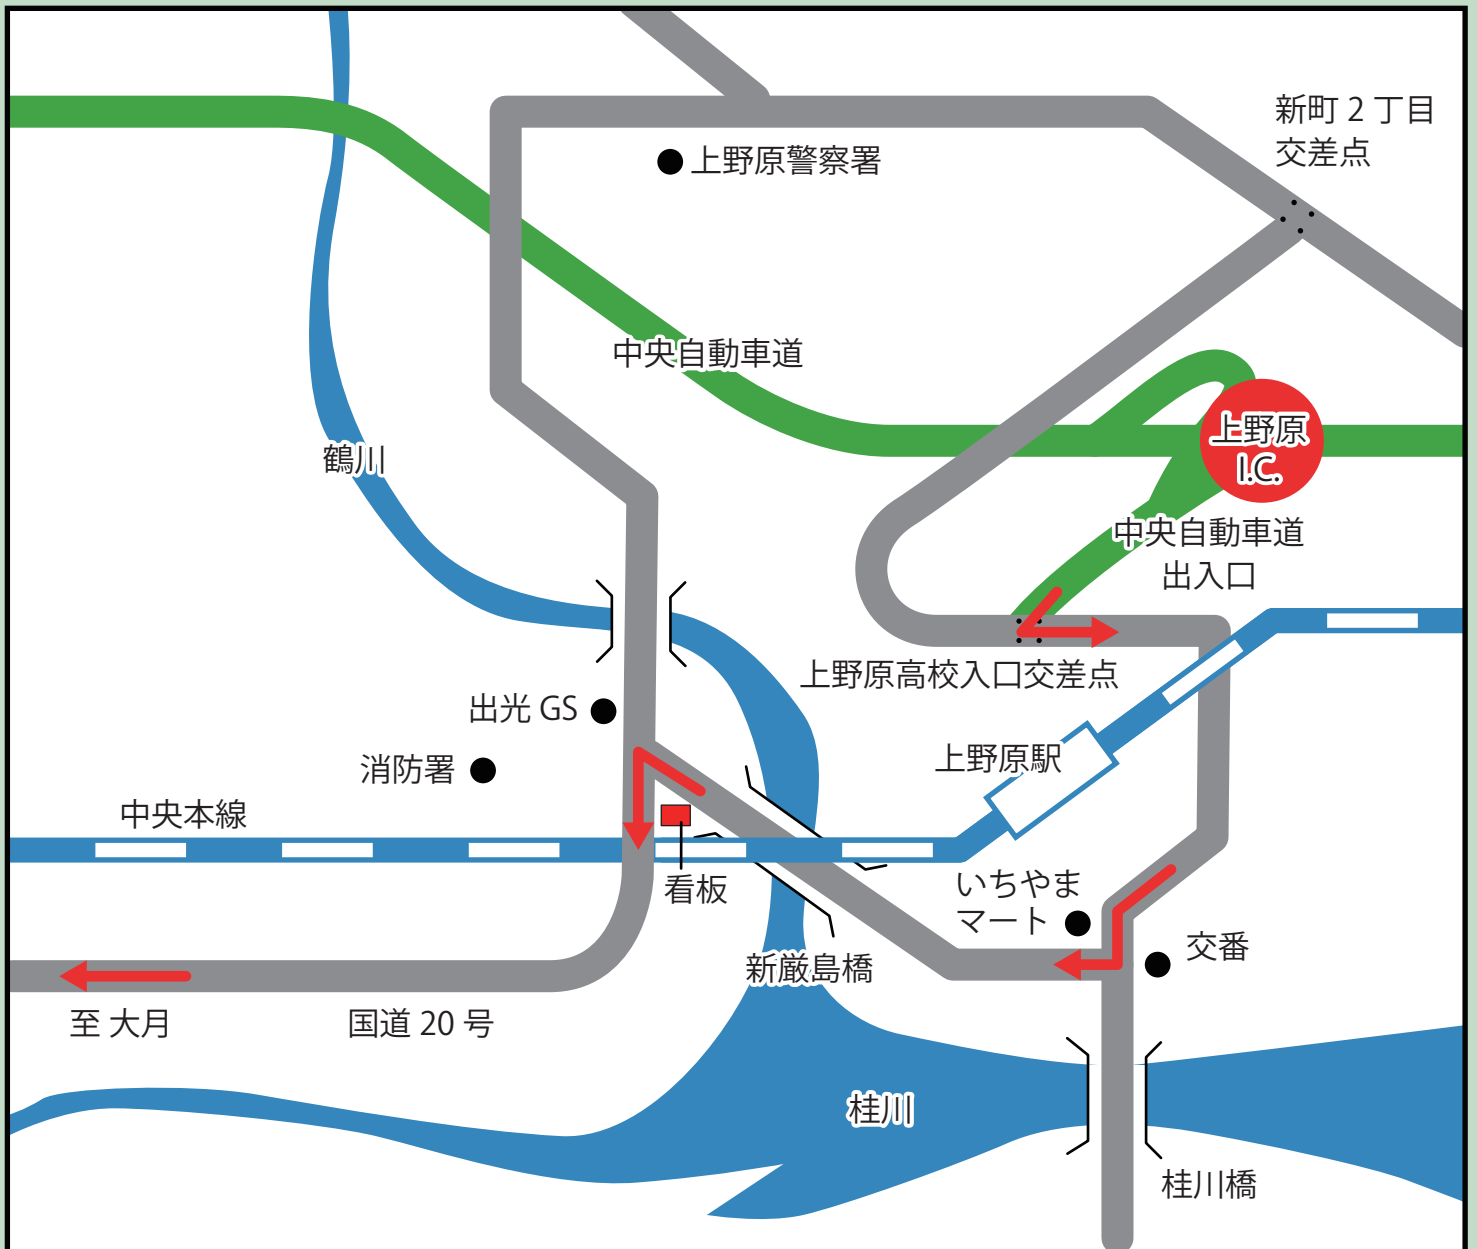 新町 2 丁目
交差点
上野原警察署
中央自動車道
上野原
I.C.
鶴川
中央自動車道
出入口
上野原高校入口交差点
出光 GS
上野原駅
消防署
中央本線
いちやま
マート
看板
交番
新厳島橋
至 大月
国道 20 号
桂川
桂川橋